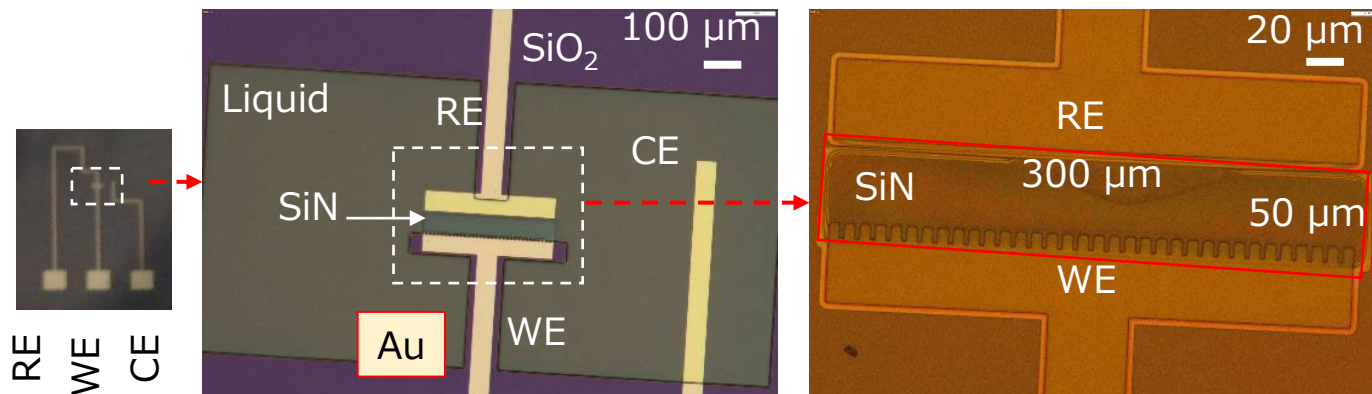 RE
WE
CE
Liquid
SiO₂
100 µm
RE
CE
SiN
WE
Au
20 µm
RE
SiN
300 µm
50 µm
WE